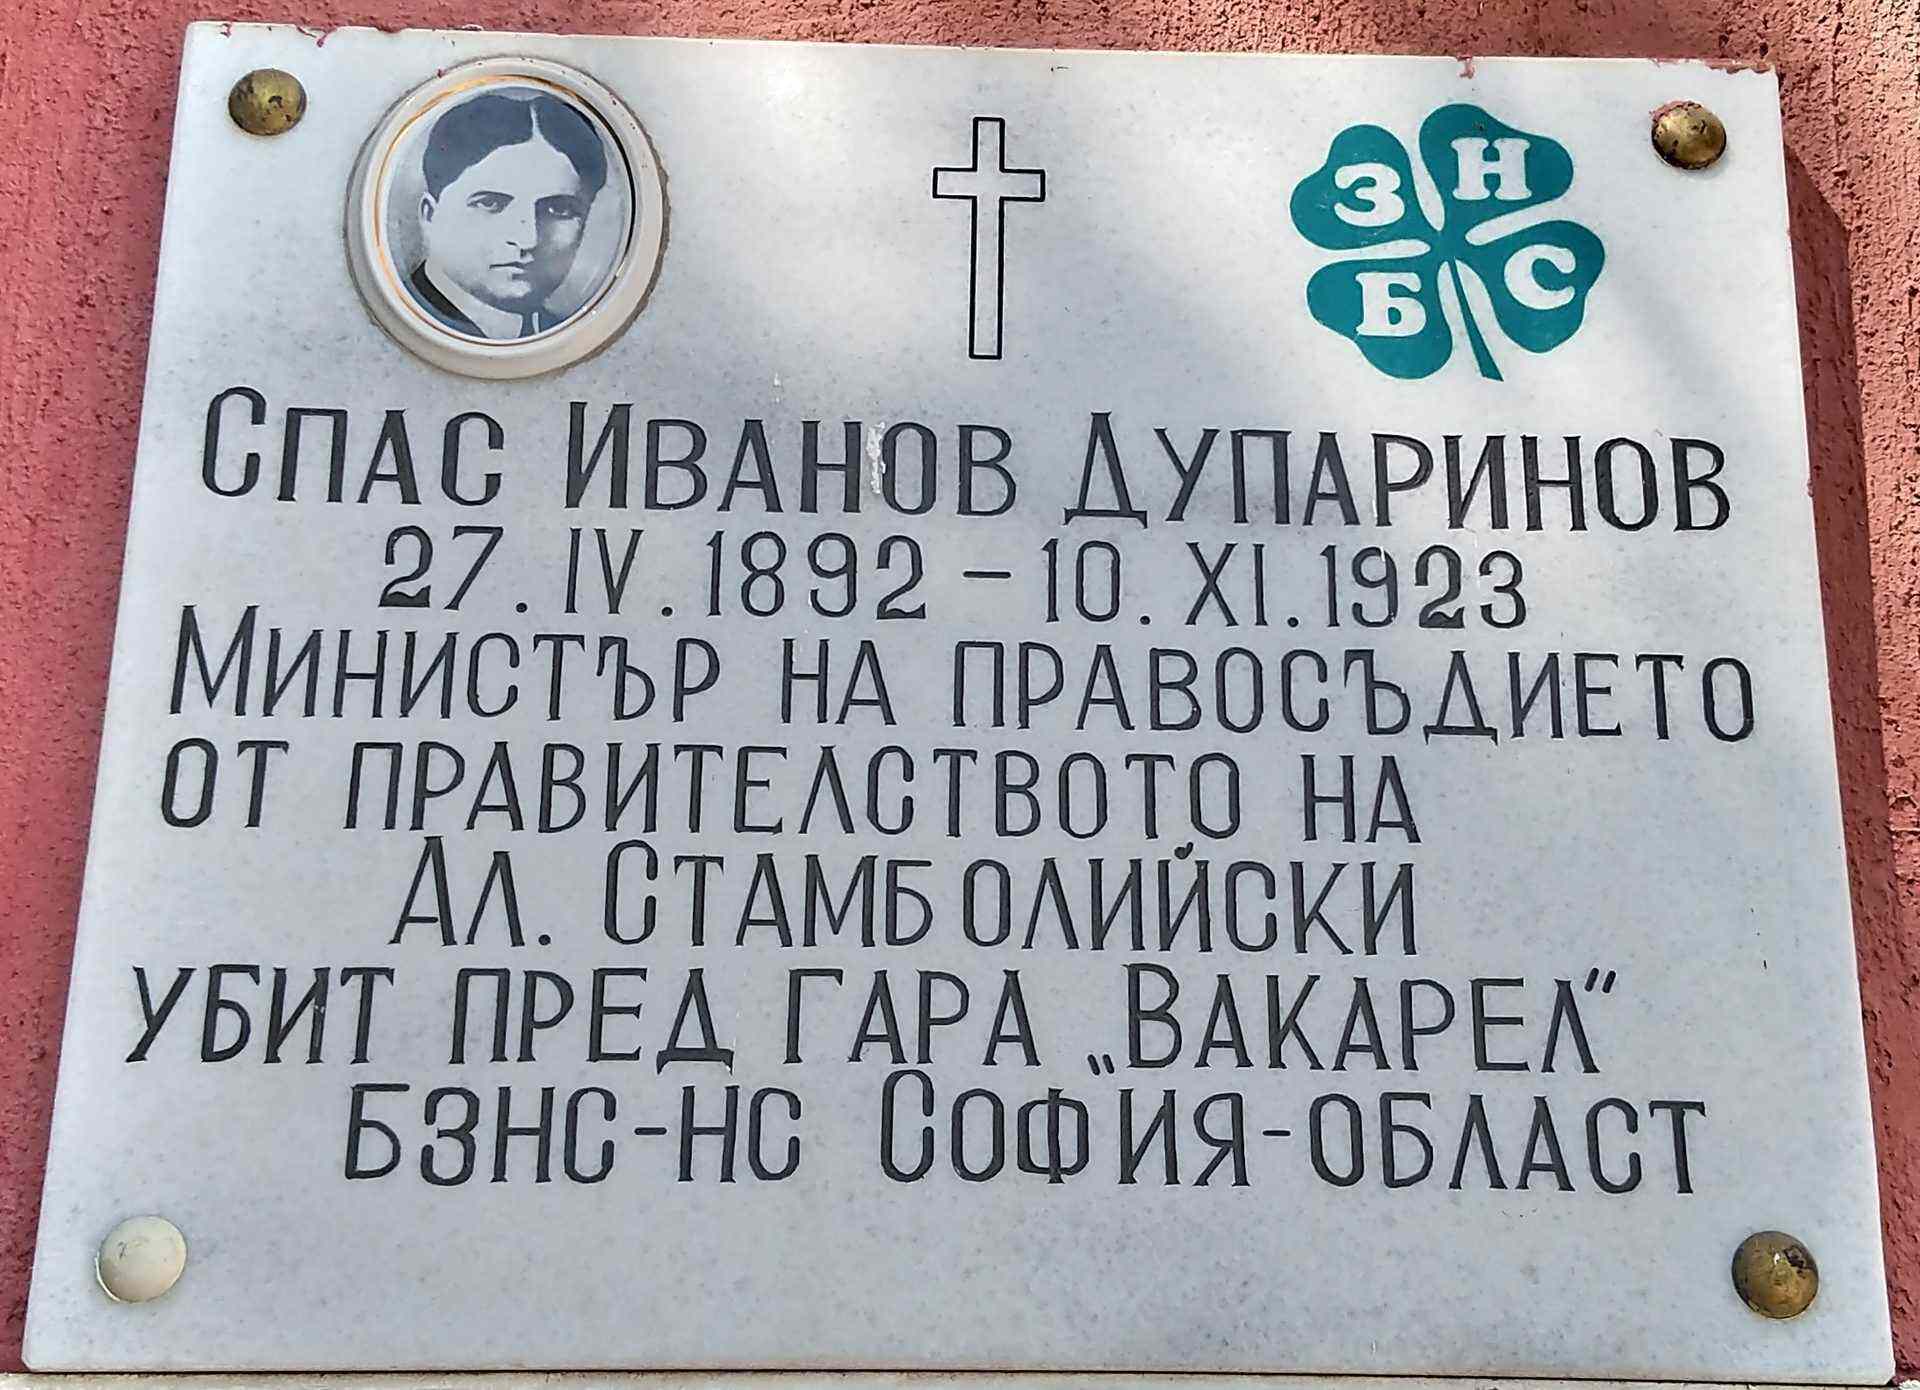 З Н
Б С
Спас Иванов Дупаринов
27. IV. 1892 – 10. XI. 1923
Министър на правосъдието
от правителството на
Ал. Стамболийски
убит пред гара „Вакарел“
БЗНС-НС София-област